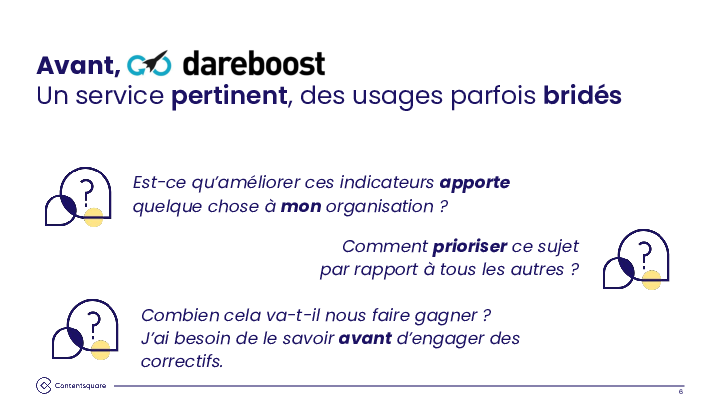 Avant, dareboost
Un service pertinent, des usages parfois bridés
Est-ce qu’améliorer ces indicateurs apporte
quelque chose à mon organisation ?
Comment prioriser ce sujet
par rapport à tous les autres ?
Combien cela va-t-il nous faire gagner ?
J’ai besoin de le savoir avant d’engager des
correctifs.
Contentsquare
6